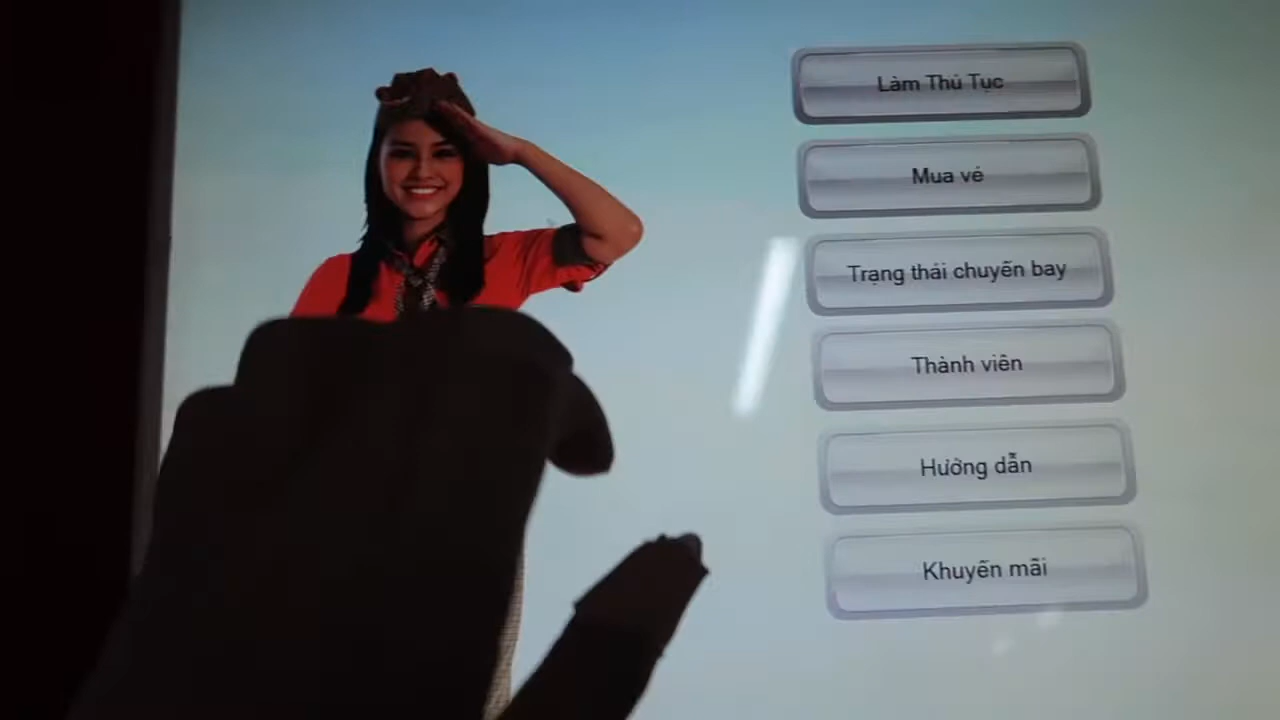 Làm Thủ Tục
Mua vé
Trạng thái chuyến bay
Thành viên
Hướng dẫn
Khuyến mãi